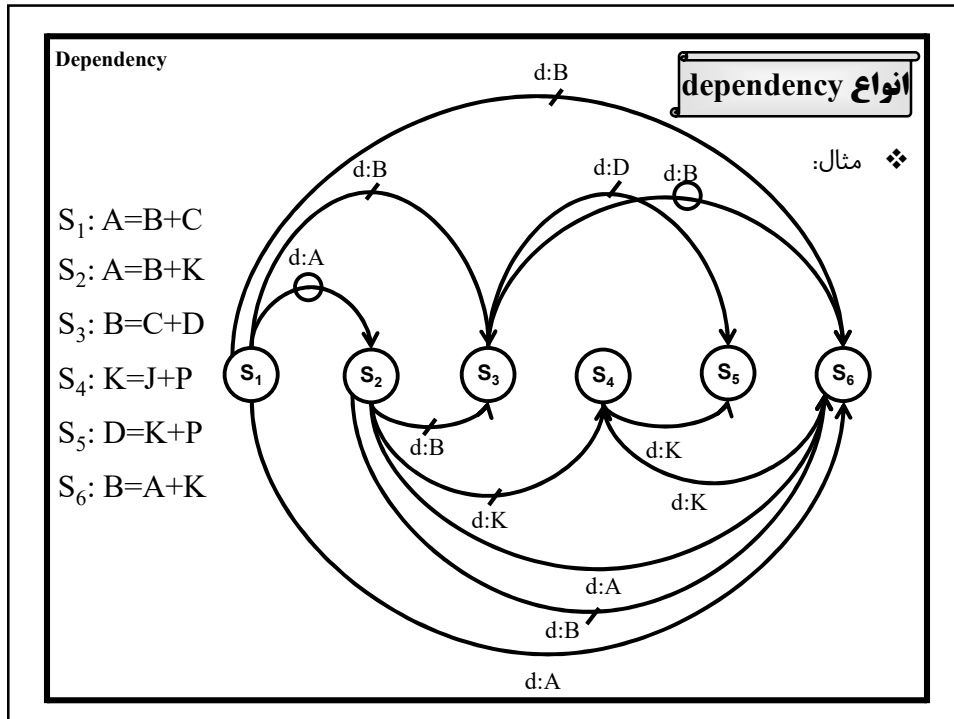 Dependency
انواع dependency
❖ مثال:
S₁: A=B+C
S₂: A=B+K
S₃: B=C+D
S₄: K=J+P
S₅: D=K+P
S₆: B=A+K
d:B
d:B
d:D
d:B
d:A
S₁
S₂
S₃
S₄
S₅
S₆
d:B
d:K
d:K
d:K
d:A
d:B
d:A